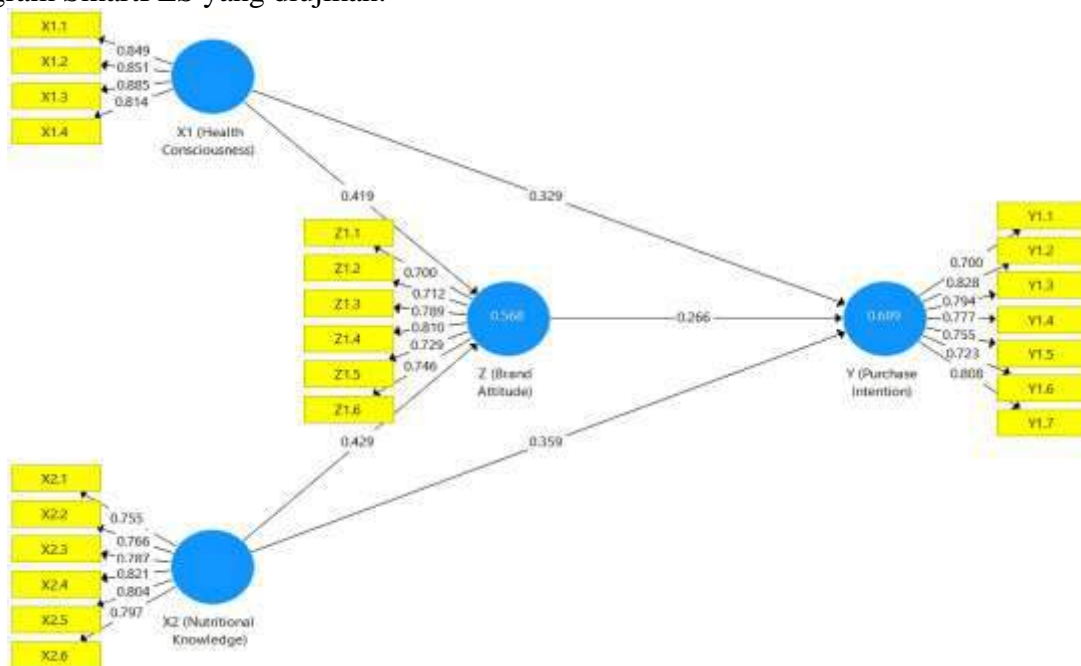 SmartPLS yang diujikan.
X1.1
X1.2
X1.3
X1.4
0.849
0.851
0.885
0.814
X1 (Health
Consciousness)
0.419
0.329
Z1.1
Z1.2
Z1.3
Z1.4
Z1.5
Z1.6
0.700
0.712
0.789
0.810
0.729
0.746
0.568
Z (Brand
Attitude)
0.266
Y (Purchase
Intention)
0.700
0.828
0.794
0.777
0.755
0.723
0.808
Y1.1
Y1.2
Y1.3
Y1.4
Y1.5
Y1.6
Y1.7
0.429
0.359
X2.1
X2.2
X2.3
X2.4
X2.5
X2.6
0.755
0.766
0.787
0.821
0.804
0.797
X2 (Nutritional
Knowledge)